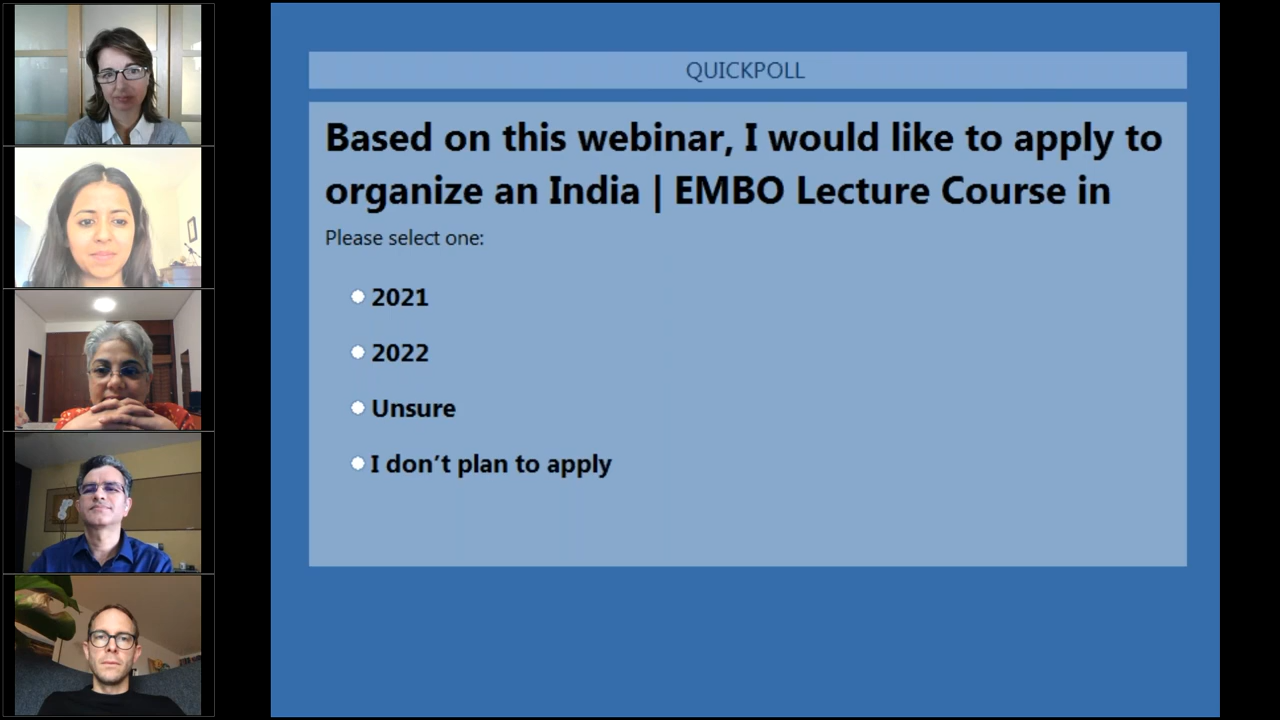 QUICKPOLL
Based on this webinar, I would like to apply to
organize an India | EMBO Lecture Course in
Please select one:
2021
2022
Unsure
I don’t plan to apply